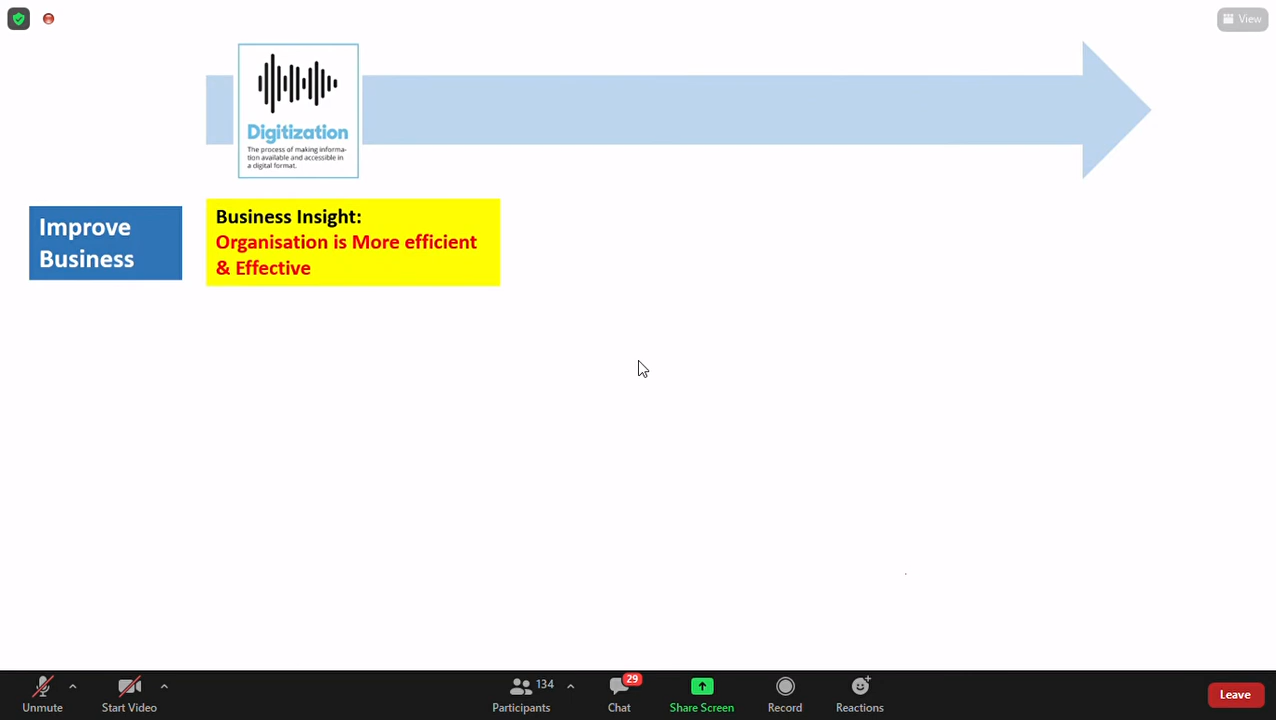 View
Digitization
The process of making informa-
tion available and accessible in
a digital format.
Improve
Business
Business Insight:
Organisation is More efficient
& Effective
Unmute
Start Video
134
Participants
29
Chat
Share Screen
Record
Reactions
Leave